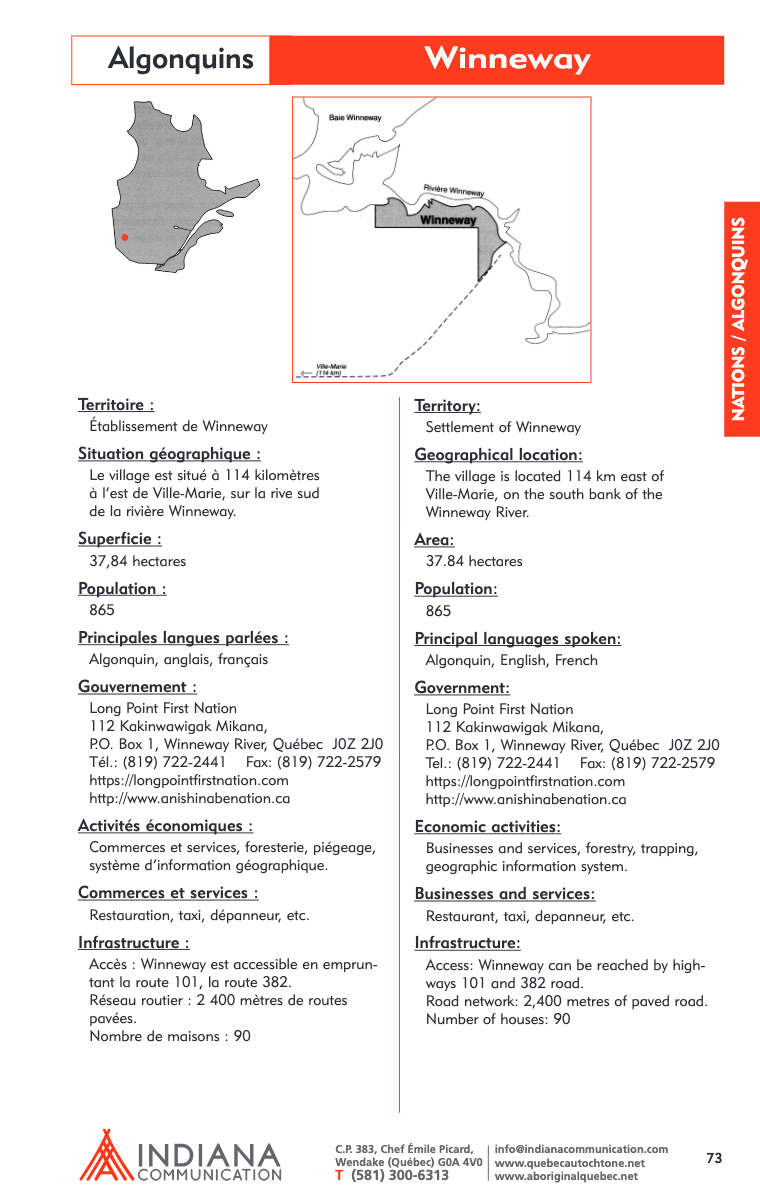 Algonquins
Winneway
Baie Winneway
Rivière Winneway
Winneway
Ville-Marie
(114 km)
NATIONS / ALGONQUINS
Territoire :
Établissement de Winneway
Situation géographique :
Le village est situé à 114 kilomètres
à l’est de Ville-Marie, sur la rive sud
de la rivière Winneway.
Superficie :
37,84 hectares
Population :
865
Principales langues parlées :
Algonquin, anglais, français
Gouvernement :
Long Point First Nation
112 Kakinwawigak Mikana,
P.O. Box 1, Winneway River, Québec  J0Z 2J0
Tél.: (819) 722-2441    Fax: (819) 722-2579
https://longpointfirstnation.com
http://www.anishinabenation.ca
Activités économiques :
Commerces et services, foresterie, piégeage,
système d’information géographique.
Commerces et services :
Restauration, taxi, dépanneur, etc.
Infrastructure :
Accès : Winneway est accessible en emprun-
tant la route 101, la route 382.
Réseau routier : 2 400 mètres de routes
pavées.
Nombre de maisons : 90
Territory:
Settlement of Winneway
Geographical location:
The village is located 114 km east of
Ville-Marie, on the south bank of the
Winneway River.
Area:
37.84 hectares
Population:
865
Principal languages spoken:
Algonquin, English, French
Government:
Long Point First Nation
112 Kakinwawigak Mikana,
P.O. Box 1, Winneway River, Québec  J0Z 2J0
Tel.: (819) 722-2441    Fax: (819) 722-2579
https://longpointfirstnation.com
http://www.anishinabenation.ca
Economic activities:
Businesses and services, forestry, trapping,
geographic information system.
Businesses and services:
Restaurant, taxi, depanneur, etc.
Infrastructure:
Access: Winneway can be reached by high-
ways 101 and 382 road.
Road network: 2,400 metres of paved road.
Number of houses: 90
INDIANA
COMMUNICATION
C.P. 383, Chef Émile Picard,
Wendake (Québec) G0A 4V0
T (581) 300-6313
info@indianacommunication.com
www.quebecautochtone.net
www.aboriginalquebec.net
73